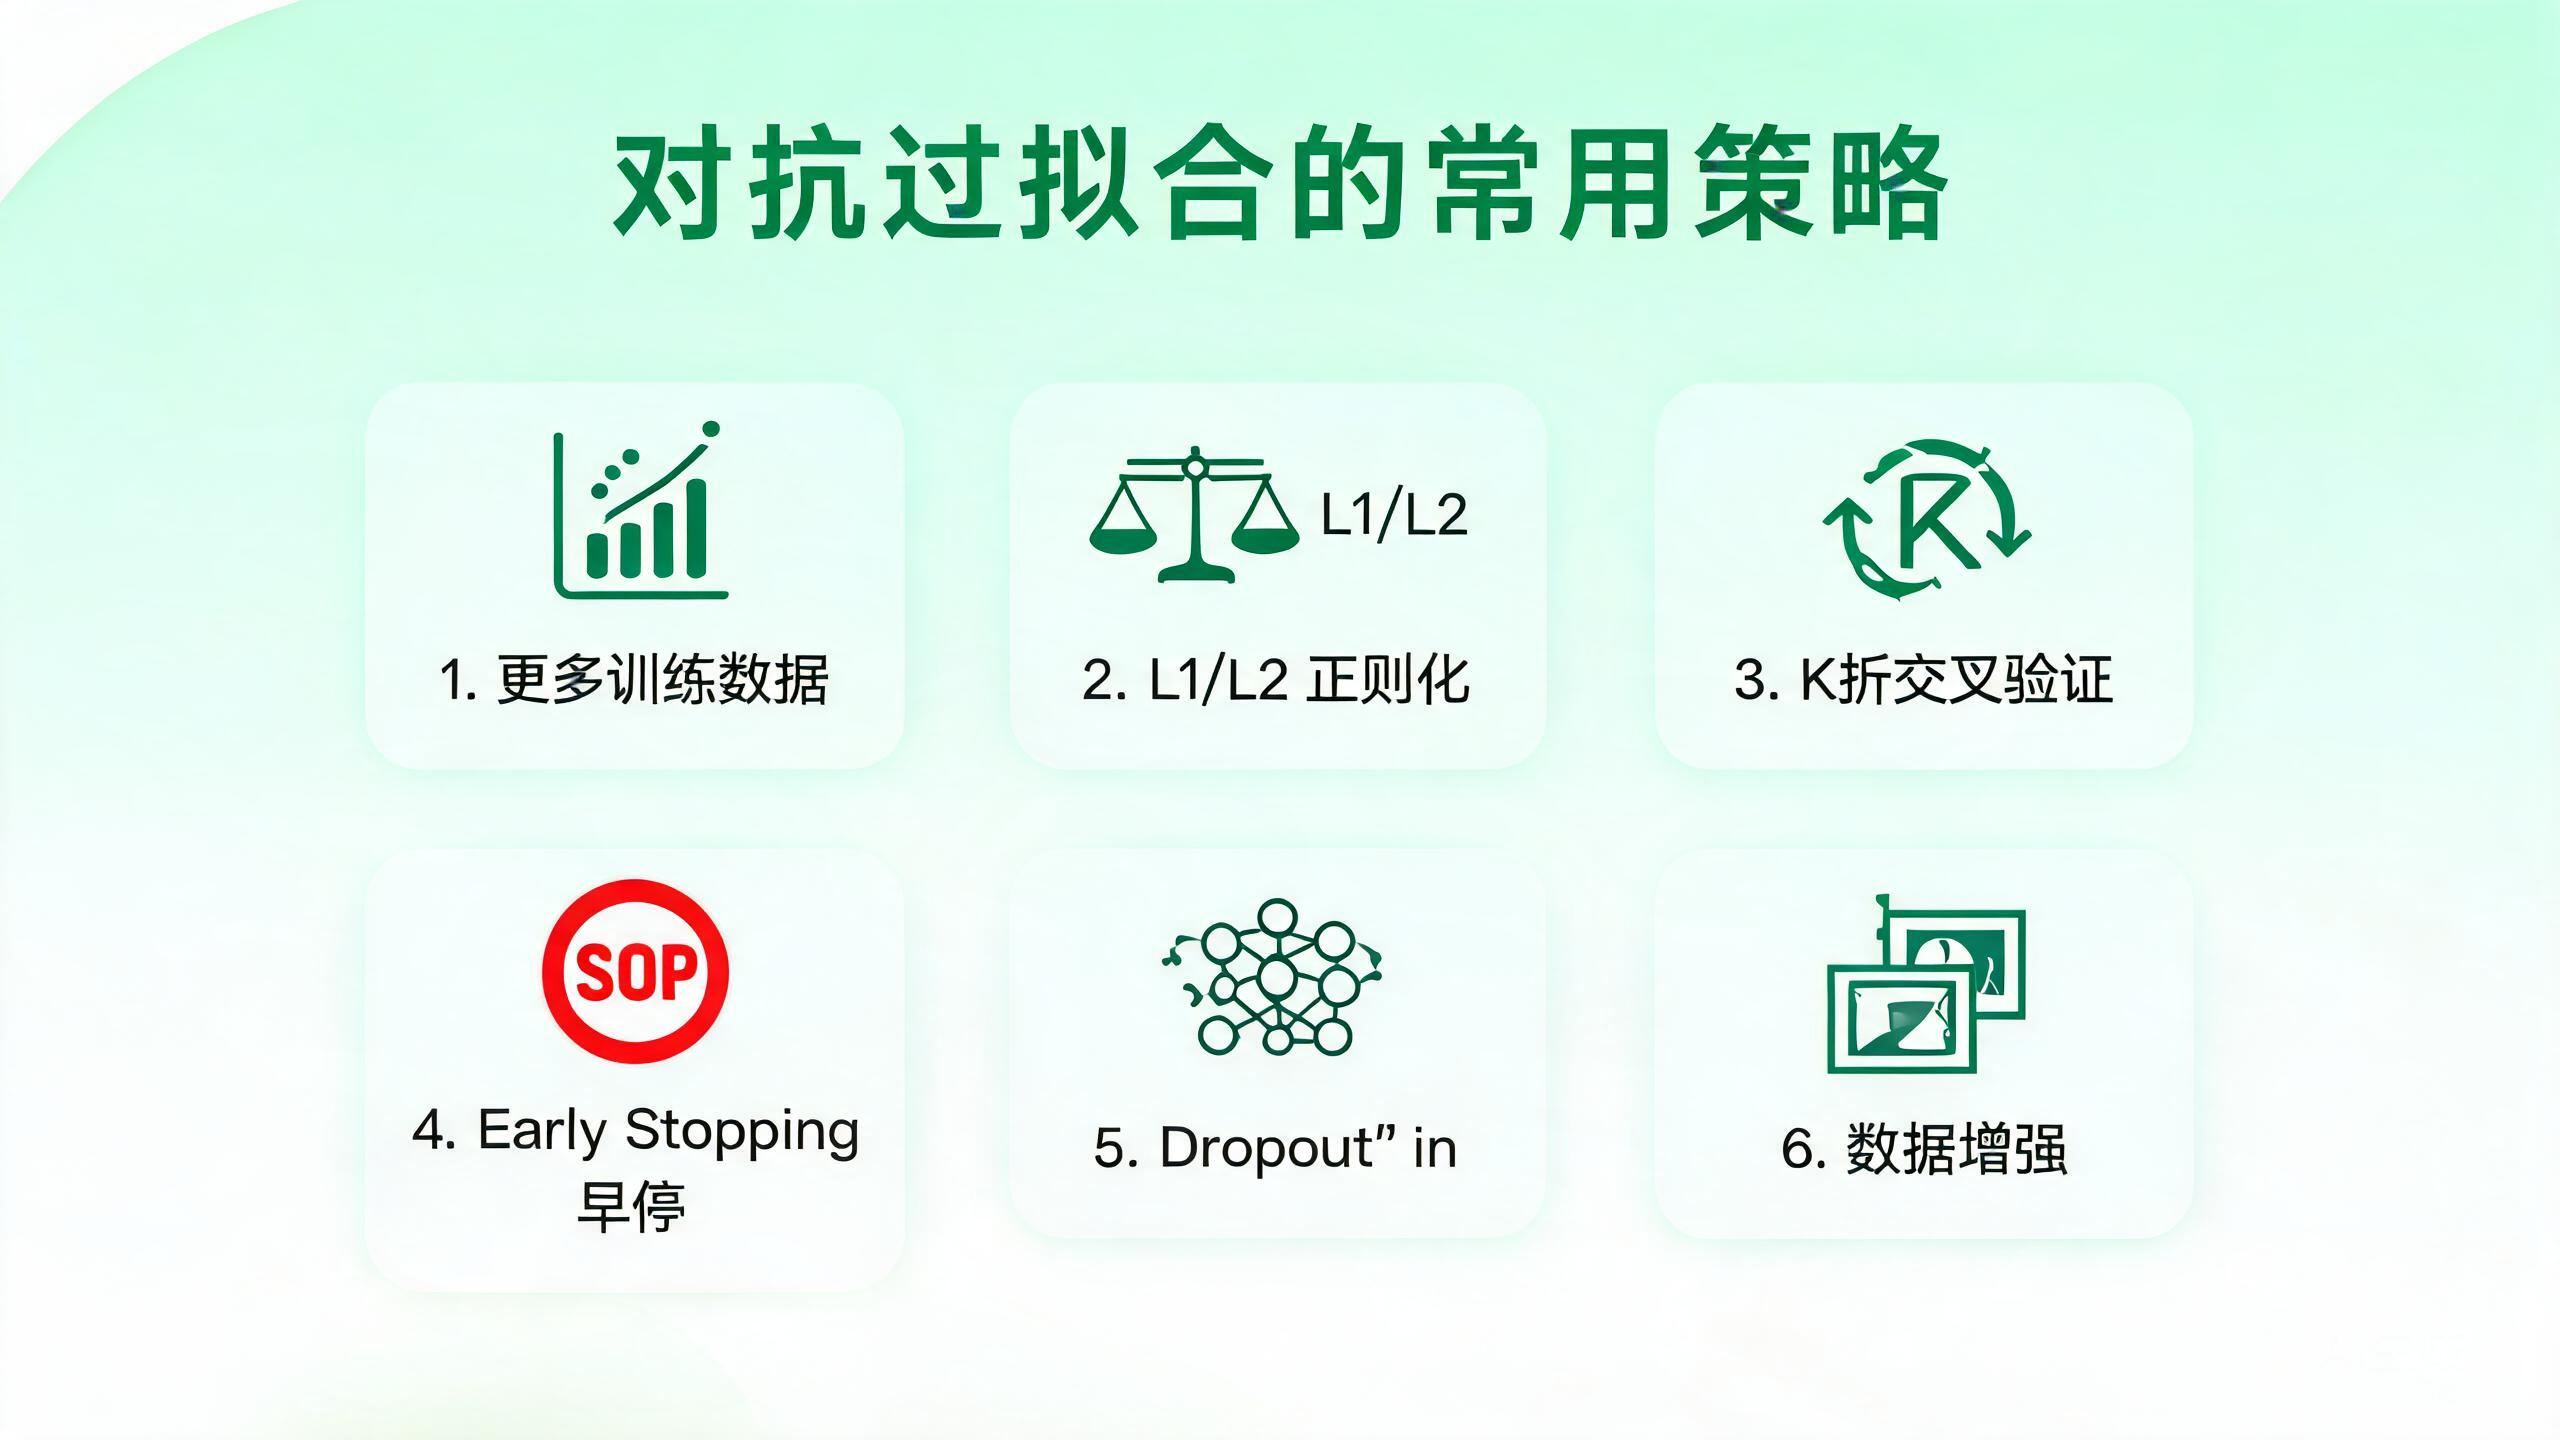 对抗过拟合的常用策略
L1/L2
K
1. 更多训练数据
2. L1/L2 正则化
3. K折交叉验证
SOP
4. Early Stopping
早停
5. Dropout” in
6. 数据增强